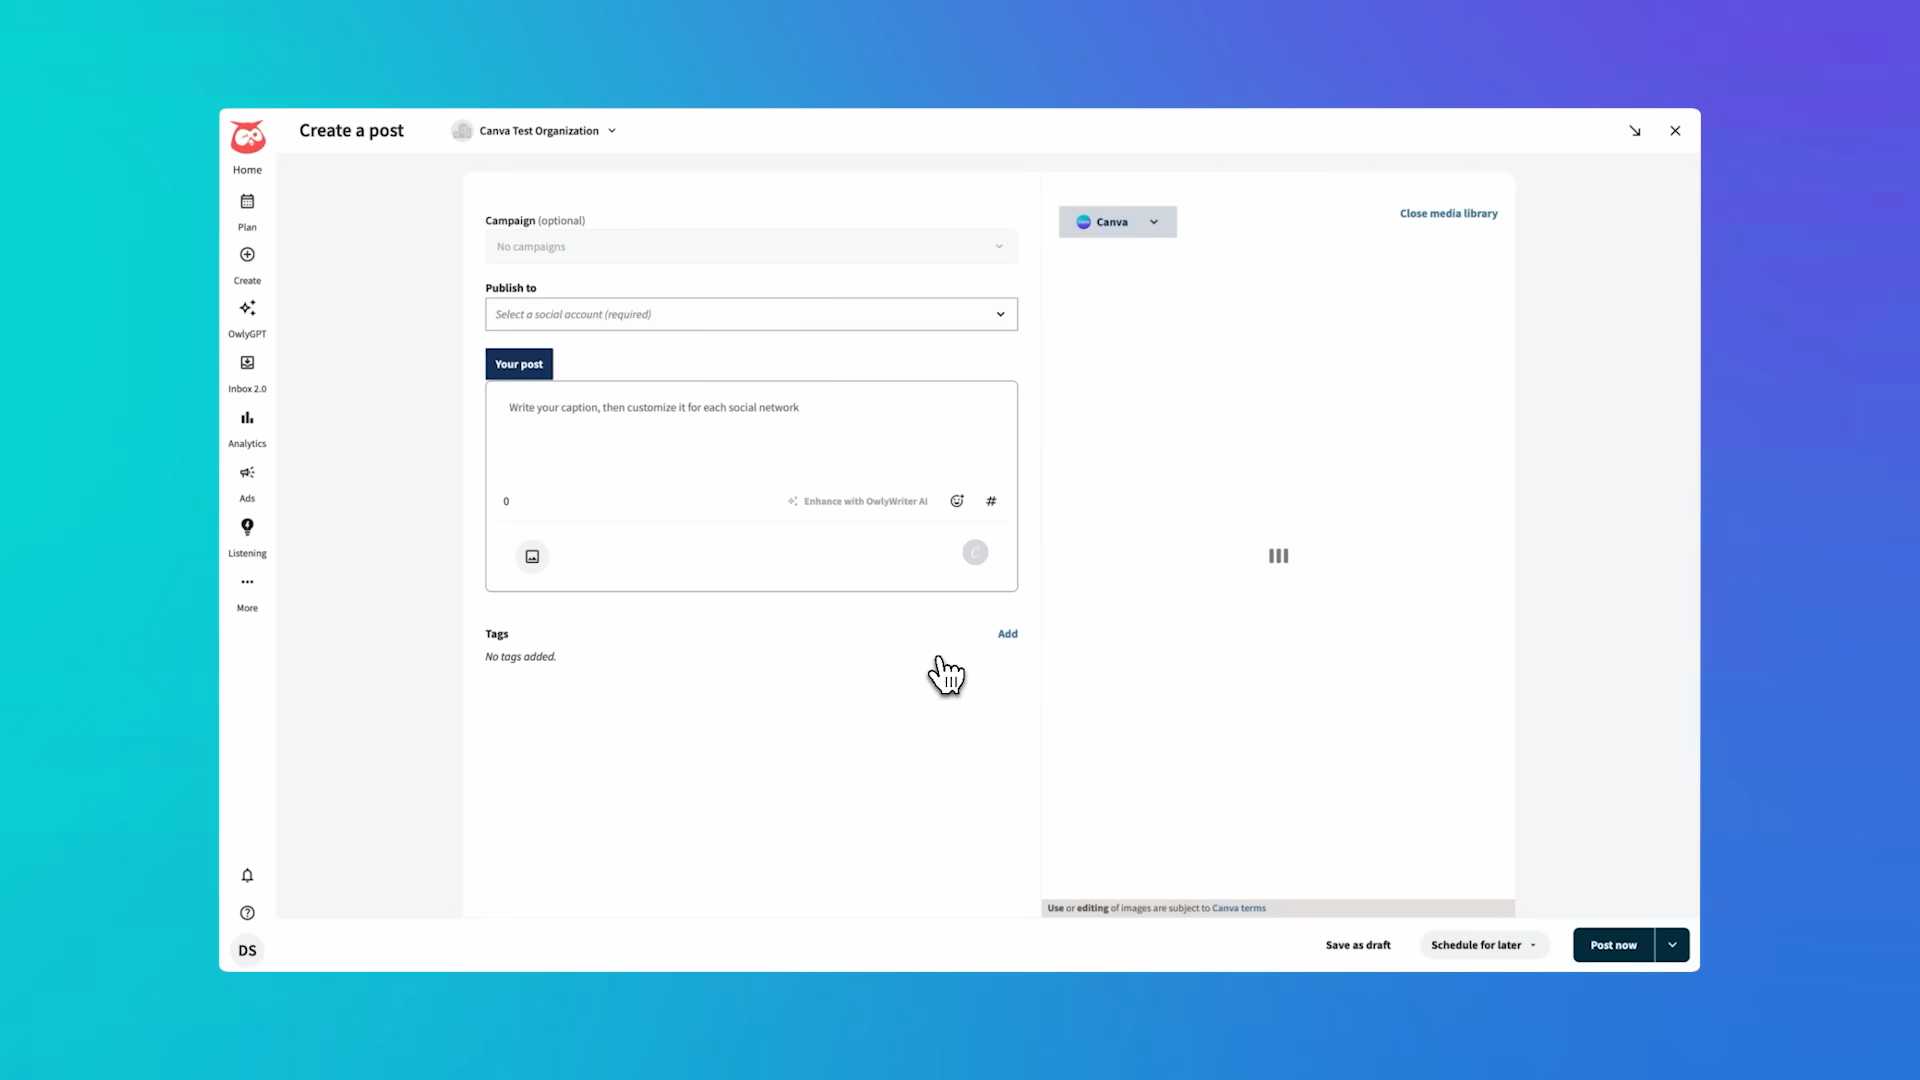 Create a post
Canva Test Organization
Home
Plan
Create
OwlyGPT
Inbox 2.0
Analytics
Ads
Listening
More
DS
Campaign (optional)
No campaigns
Publish to
Select a social account (required)
Your post
Write your caption, then customize it for each social network
0
Enhance with OwlyWriter AI
#
C
Tags
Add
No tags added.
Canva
Close media library
Use or editing of images are subject to Canva terms
Save as draft
Schedule for later
Post now